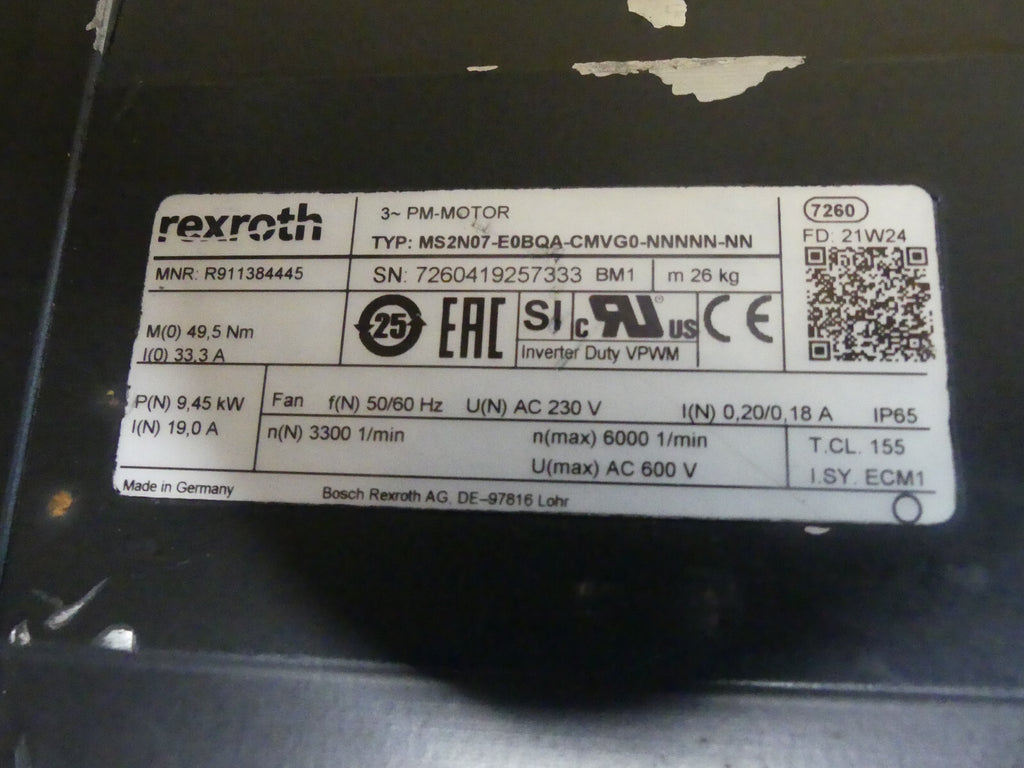 rexroth
3~ PM-MOTOR
TYP: MS2N07-E0BQA-CMVG0-NNNNN-NN
7260
FD: 21W24
MNR: R911384445
SN: 7260419257333 BM1
m 26 kg
M(0) 49,5 Nm
I(0) 33,3 A
25
EAC
SI
c RU US
CE
Inverter Duty VPWM
P(N) 9,45 kW
I(N) 19,0 A
Fan f(N) 50/60 Hz U(N) AC 230 V I(N) 0,20/0,18 A IP65
n(N) 3300 1/min n(max) 6000 1/min
U(max) AC 600 V
T.CL. 155
I.SY. ECM1
Made in Germany
Bosch Rexroth AG, DE-97816 Lohr